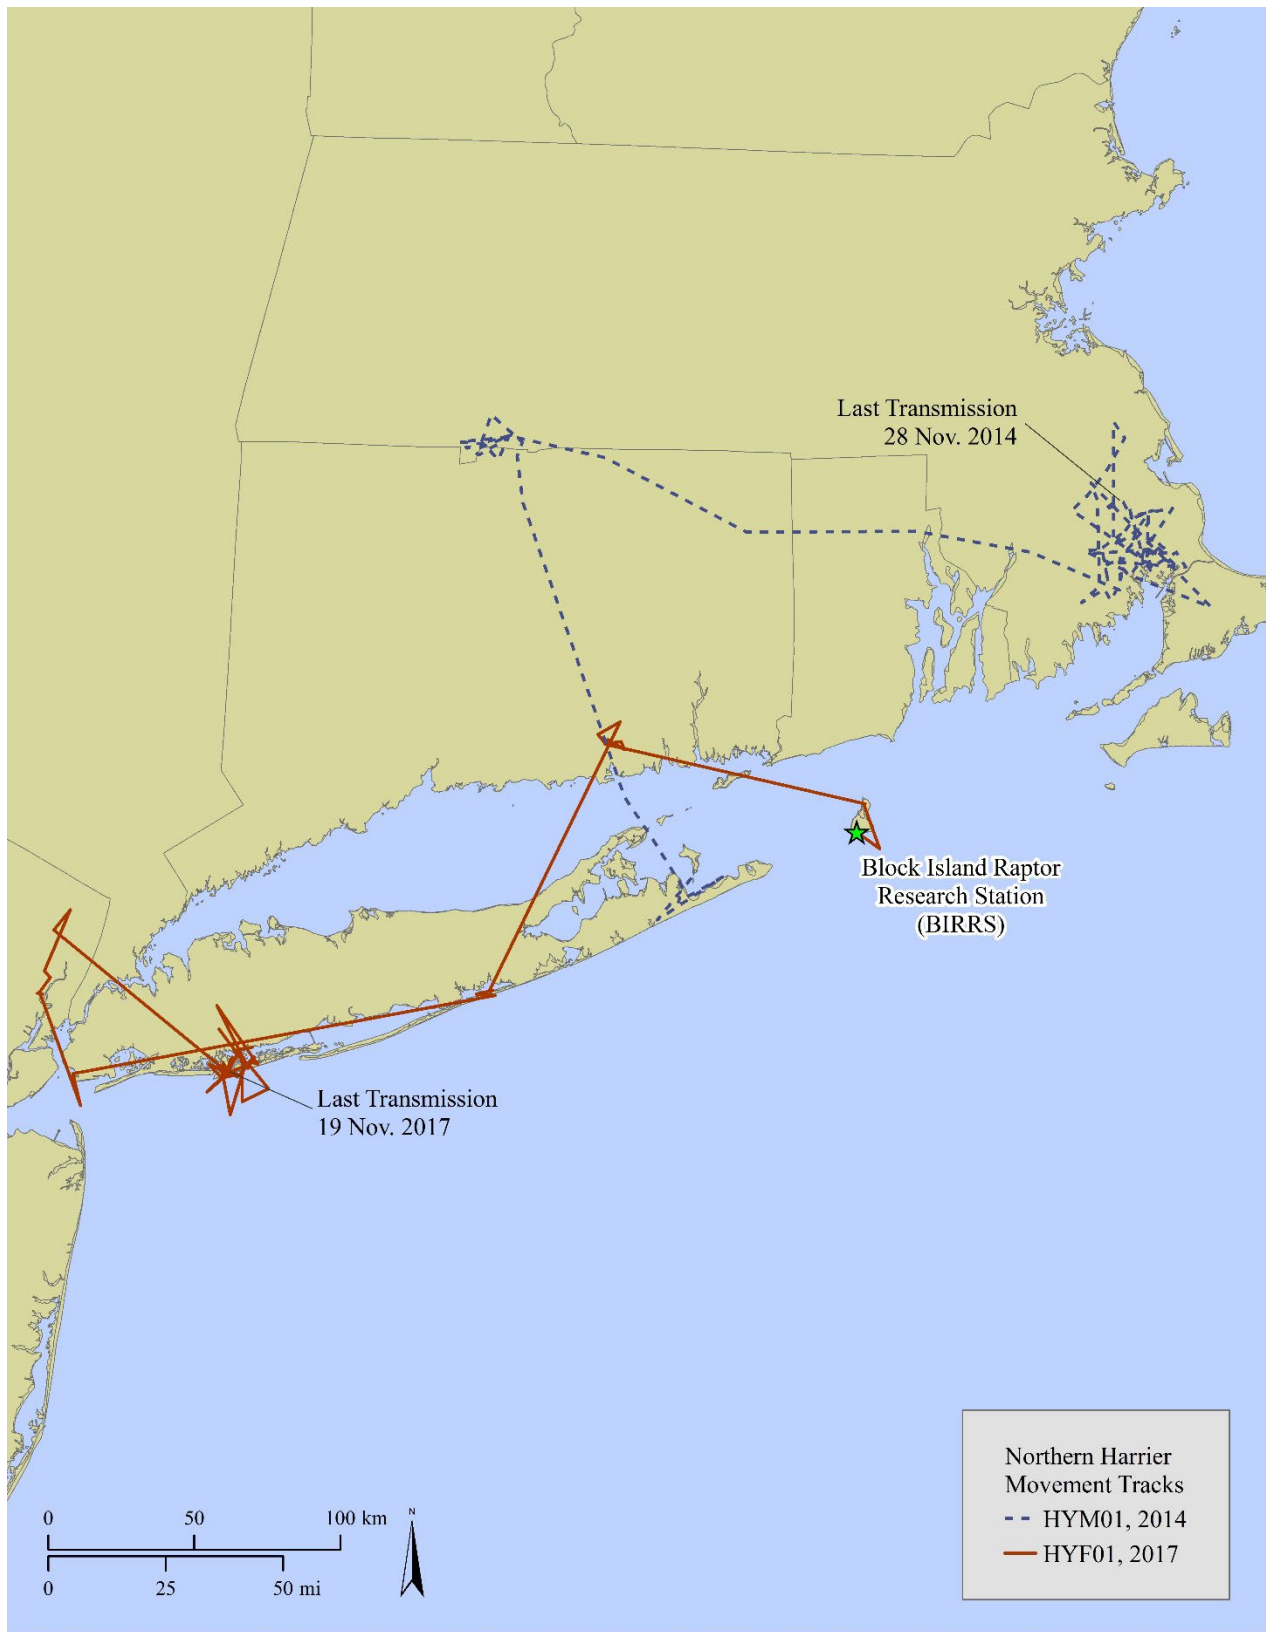 Last Transmission
28 Nov. 2014
Block Island Raptor
Research Station
(BIRRS)
Last Transmission
19 Nov. 2017
Northern Harrier
Movement Tracks
HYM01, 2014
HYF01, 2017
0 50 100 km
0 25 50 mi
N